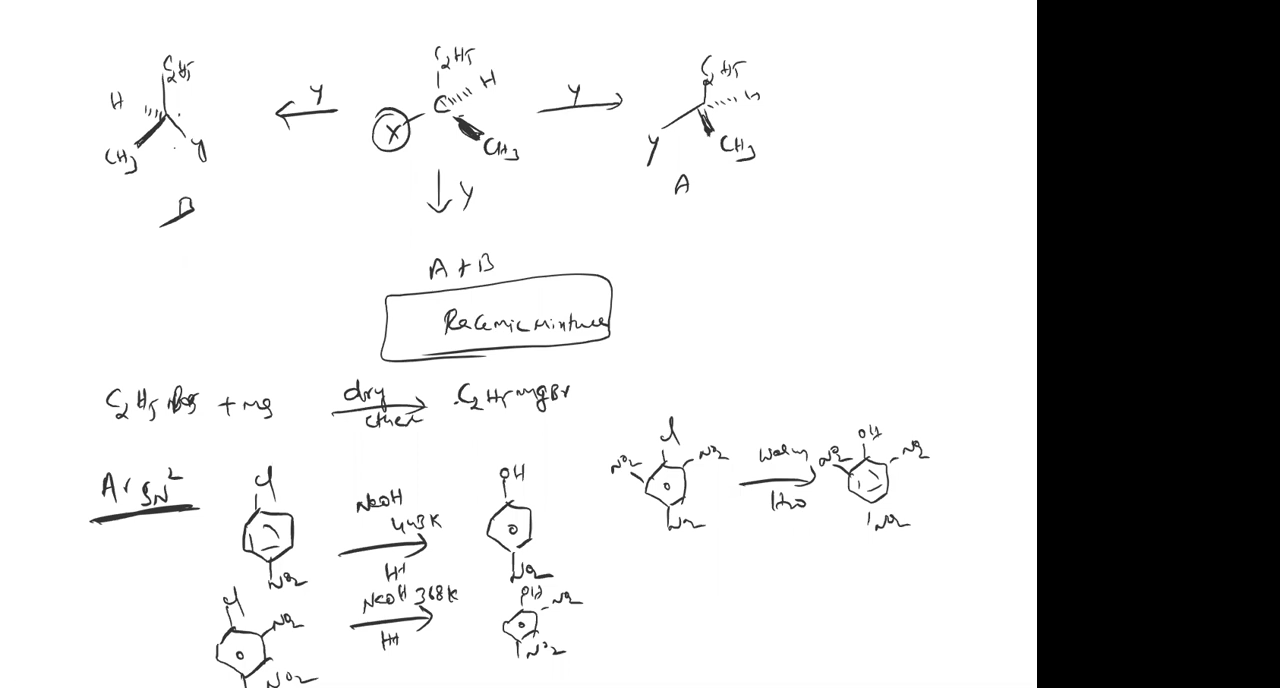 C2H5 C2H5 C2H5
H Y X C H Y H
CH3 Y CH3 Y CH3
B Y A
A + B
Racemic mixture
C2H5 + Mg dry ether C2H5MgBr
ArSN2
Cl NaOH 443K H+ OH
NO2 NO2
Cl NO2 NO2 NO2 warm H2O OH NO2 NO2 NO2
Cl NO2 NO2 NaOH 368K H+ OH NO2 NO2